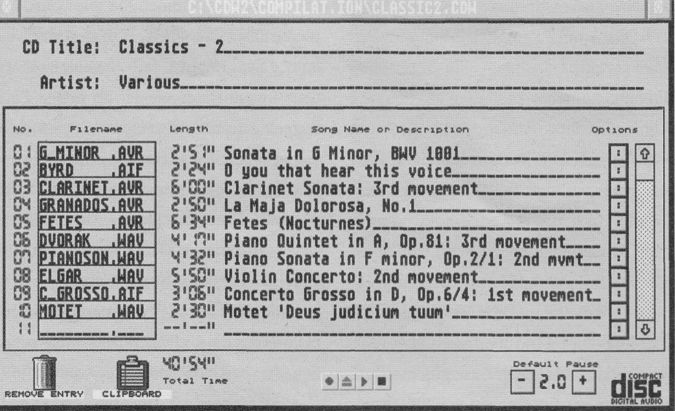 C:\CDW2\COMPILAT.ION\CLASSIC2.CDW
CD Title: Classics - 2
Artist: Various
No. Filename Length Song Name or Description Options
01 G_MINOR .AVR 2'51" Sonata in G Minor, BWV 1001
02 BYRD .AIF 2'24" O you that hear this voice
03 CLARINET.AVR 6'00" Clarinet Sonata: 3rd movement
04 GRANADOS.AVR 2'50" La Maja Dolorosa, No.1
05 FETES .AVR 6'34" Fetes (Nocturnes)
06 DVORAK .WAV 4'17" Piano Quintet in A, Op.81: 3rd movement
07 PIANOSON.WAV 4'32" Piano Sonata in F minor, Op.2/1: 2nd mvmt
08 ELGAR .WAV 5'50" Violin Concerto: 2nd movement
09 C_GROSSO.AIF 3'06" Concerto Grosso in D, Op.6/4: 1st movement
10 MOTET .WAV 2'30" Motet 'Deus judicium tuum'
11 ________.___ --'--"
40'54"
Total Time
Default Pause
- 2.0 +
REMOVE ENTRY CLIPBOARD
COMPACT
disc
DIGITAL AUDIO